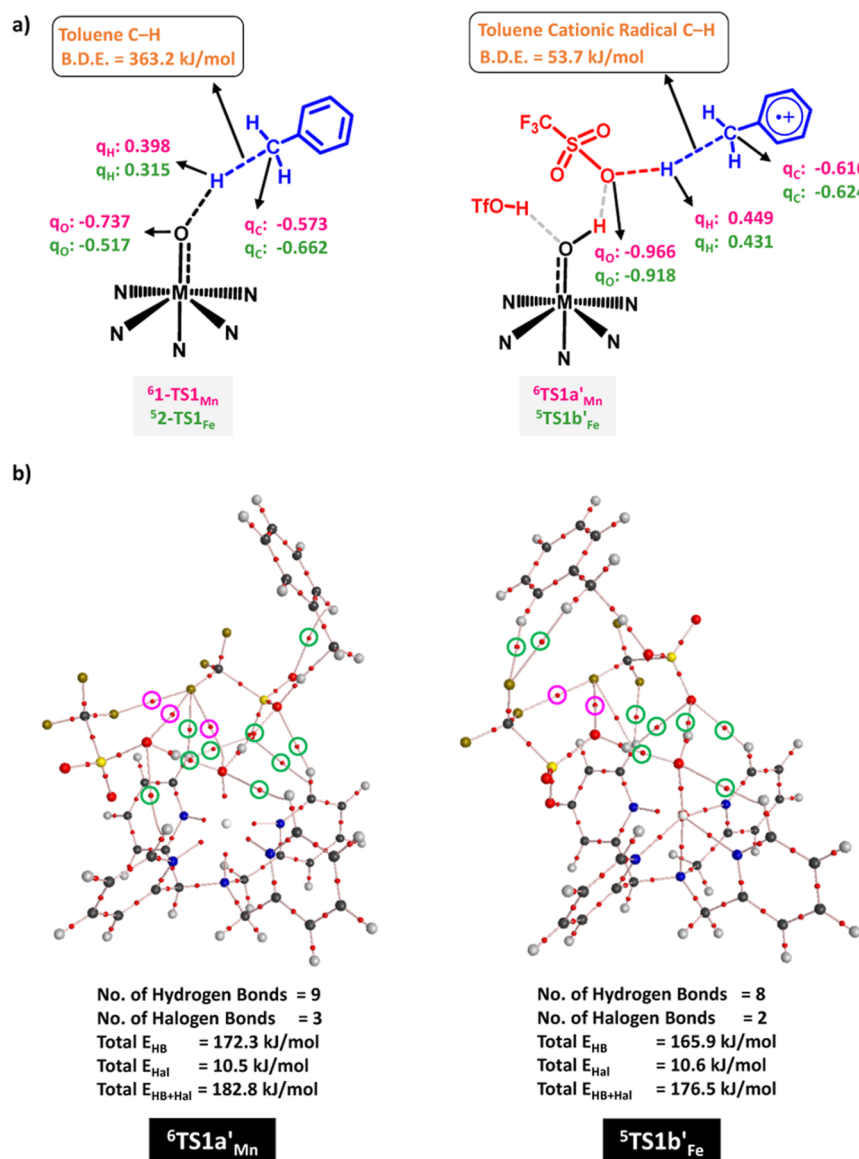 a)
Toluene C–H
B.D.E. = 363.2 kJ/mol
Toluene Cationic Radical C–H
B.D.E. = 53.7 kJ/mol
qH: 0.398
qH: 0.315
H
C
H
H
qO: -0.737
qO: -0.517
O
qC: -0.573
qC: -0.662
N
M
N
N
N
N
⁶1-TS1Mn
⁵2-TS1Fe
F₃C
O
S
O
O
H
C
H
H
•+
qC: -0.616
qC: -0.624
qH: 0.449
qH: 0.431
TfO-H
H
O
qO: -0.966
qO: -0.918
N
M
N
N
N
N
⁶TS1a'Mn
⁵TS1b'Fe
b)
No. of Hydrogen Bonds = 9
No. of Halogen Bonds = 3
Total EHB = 172.3 kJ/mol
Total EHal = 10.5 kJ/mol
Total EHB+Hal = 182.8 kJ/mol
⁶TS1a'Mn
No. of Hydrogen Bonds = 8
No. of Halogen Bonds = 2
Total EHB = 165.9 kJ/mol
Total EHal = 10.6 kJ/mol
Total EHB+Hal = 176.5 kJ/mol
⁵TS1b'Fe